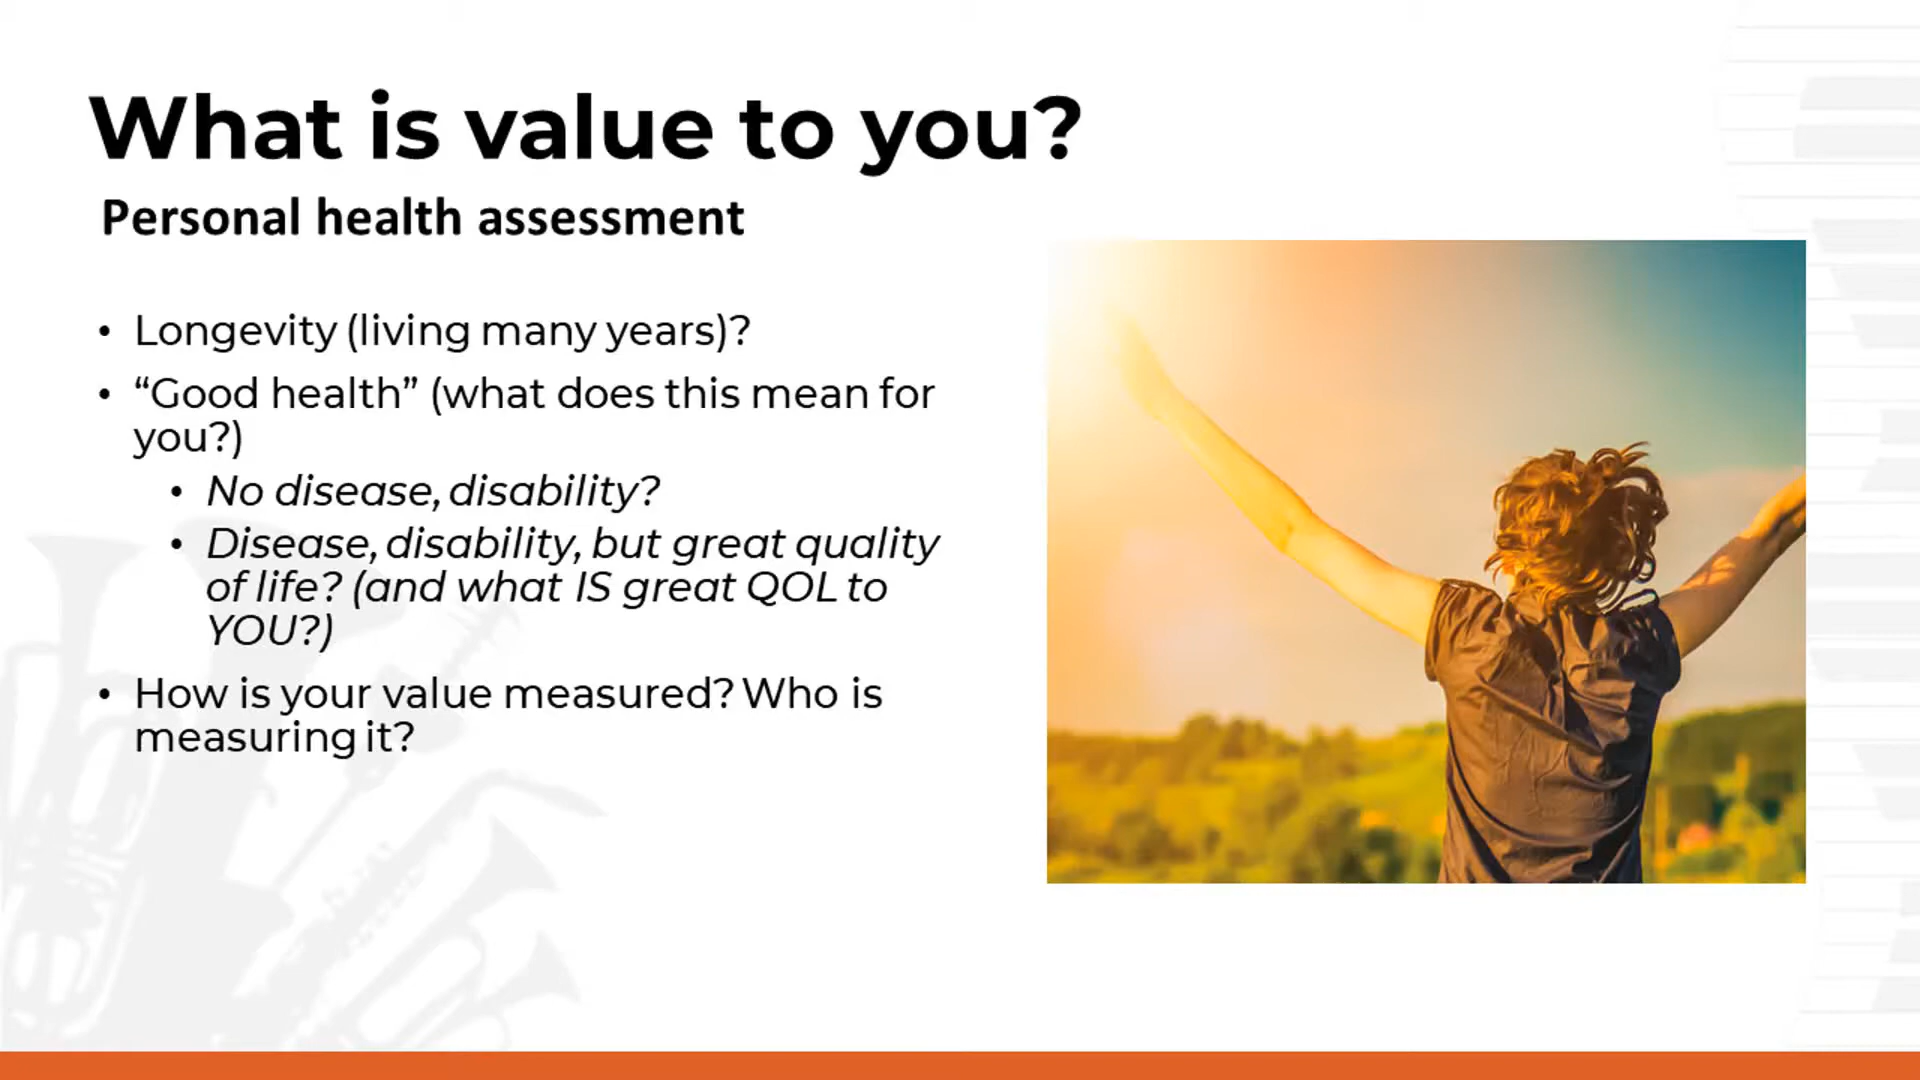 What is value to you?
Personal health assessment
• Longevity (living many years)?
• “Good health” (what does this mean for
you?)
• No disease, disability?
• Disease, disability, but great quality
of life? (and what IS great QOL to
YOU?)
• How is your value measured? Who is
measuring it?